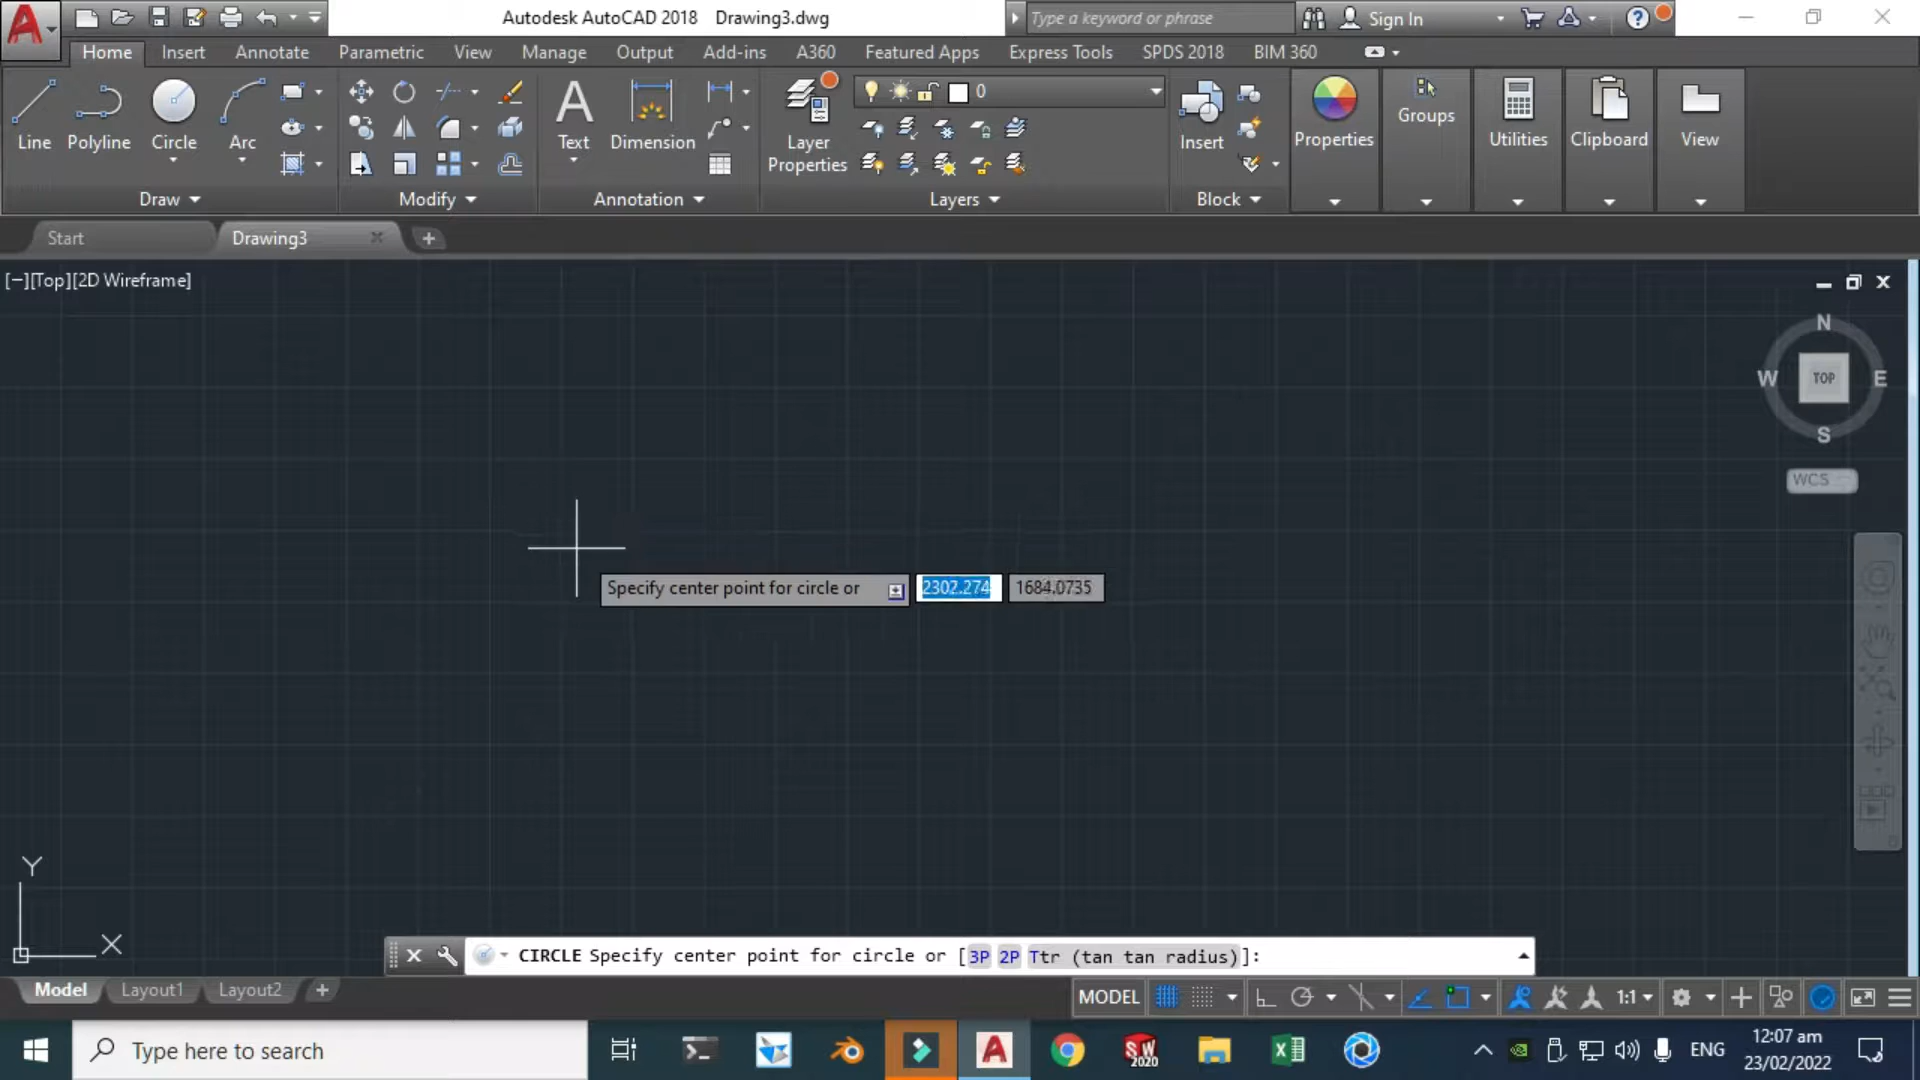 Autodesk AutoCAD 2018 Drawing3.dwg
Type a keyword or phrase
Sign In
Home Insert Annotate Parametric View Manage Output Add-ins A360 Featured Apps Express Tools SPDS 2018 BIM 360
0
Line Polyline Circle Arc
Text Dimension
Layer Properties
Insert
Properties
Groups
Utilities
Clipboard
View
Draw Modify Annotation Layers Block
Start Drawing3
[−][Top][2D Wireframe]
N
W TOP E
S
WCS
Specify center point for circle or 2302.274 1684.0735
Y
X
CIRCLE Specify center point for circle or [3P 2P Ttr (tan tan radius)]:
Model Layout1 Layout2
MODEL 1:1
Type here to search
SW 2020
ENG
12:07 am
23/02/2022